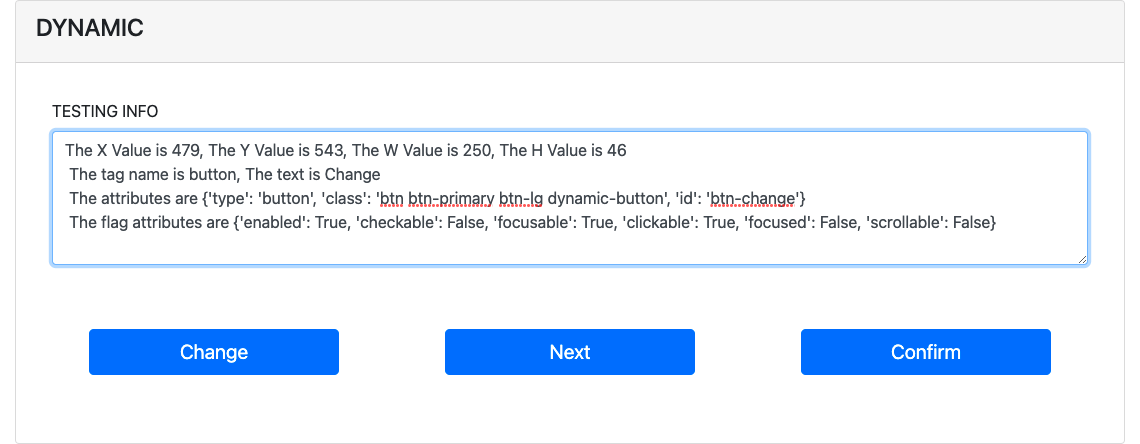 DYNAMIC
TESTING INFO
The X Value is 479, The Y Value is 543, The W Value is 250, The H Value is 46
The tag name is button, The text is Change
The attributes are {'type': 'button', 'class': 'btn btn-primary btn-lg dynamic-button', 'id': 'btn-change'}
The flag attributes are {'enabled': True, 'checkable': False, 'focusable': True, 'clickable': True, 'focused': False, 'scrollable': False}
Change
Next
Confirm